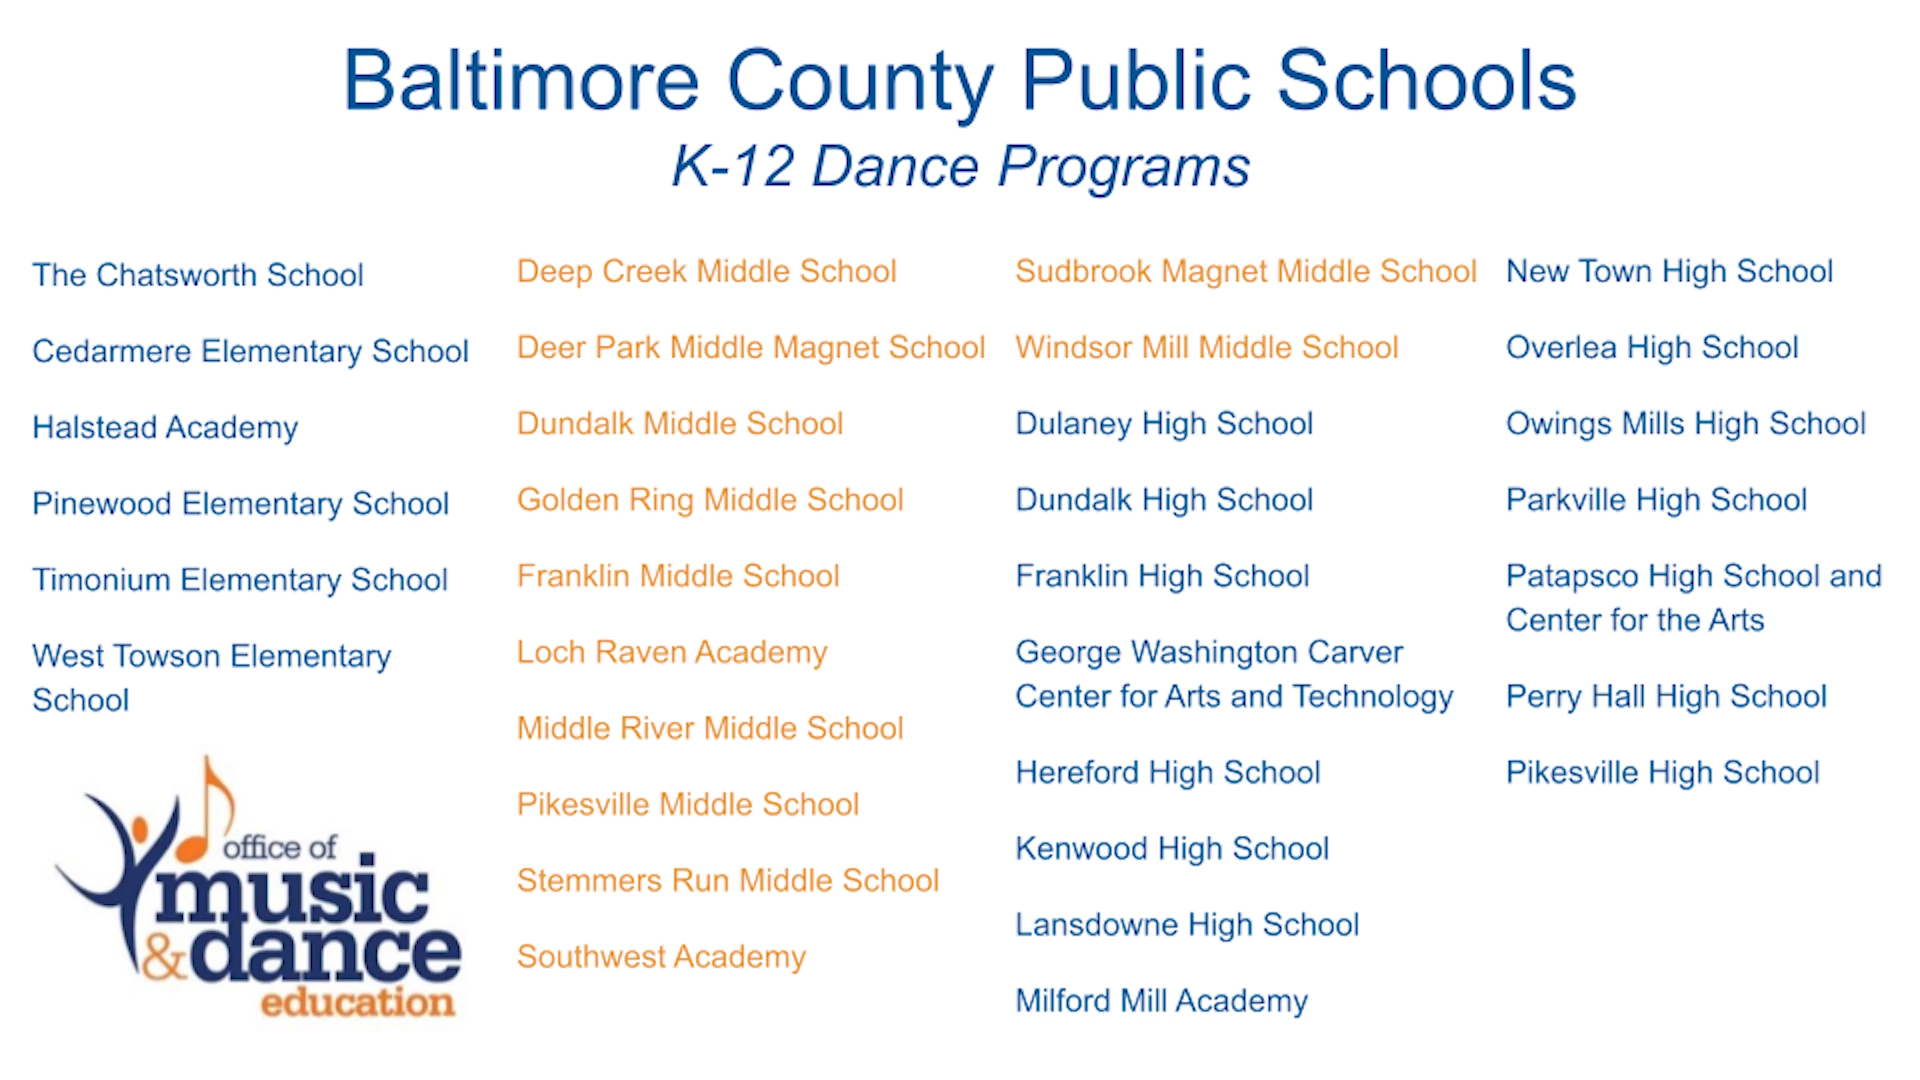 Baltimore County Public Schools
K-12 Dance Programs
The Chatsworth School
Cedarmere Elementary School
Halstead Academy
Pinewood Elementary School
Timonium Elementary School
West Towson Elementary
School
office of
music
&dance
education
Deep Creek Middle School
Deer Park Middle Magnet School
Dundalk Middle School
Golden Ring Middle School
Franklin Middle School
Loch Raven Academy
Middle River Middle School
Pikesville Middle School
Stemmers Run Middle School
Southwest Academy
Sudbrook Magnet Middle School
Windsor Mill Middle School
Dulaney High School
Dundalk High School
Franklin High School
George Washington Carver
Center for Arts and Technology
Hereford High School
Kenwood High School
Lansdowne High School
Milford Mill Academy
New Town High School
Overlea High School
Owings Mills High School
Parkville High School
Patapsco High School and
Center for the Arts
Perry Hall High School
Pikesville High School